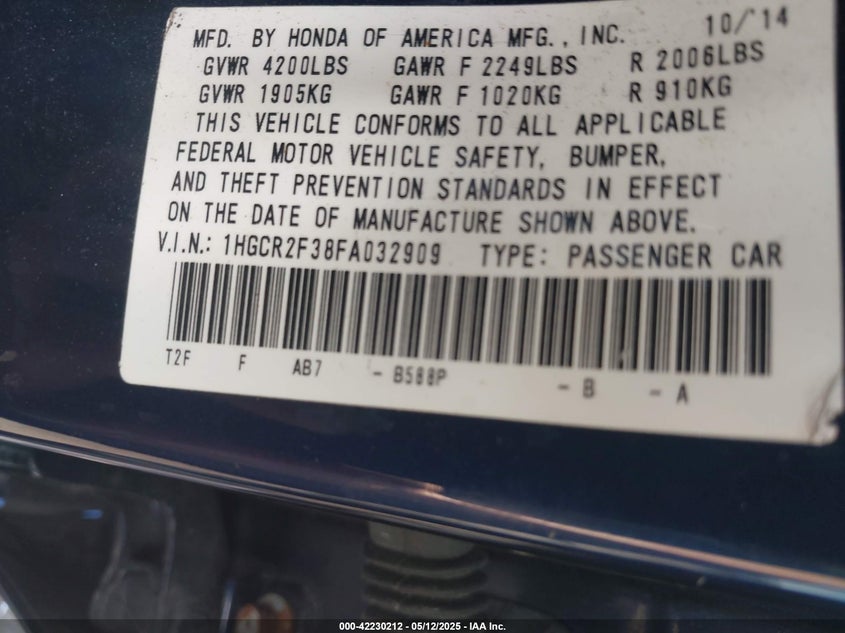 10/14
MFD. BY HONDA OF AMERICA MFG., INC.
GVWR 4200LBS GAWR F 2249LBS R 2006LBS
GVWR 1905KG GAWR F 1020KG R 910KG
THIS VEHICLE CONFORMS TO ALL APPLICABLE
FEDERAL MOTOR VEHICLE SAFETY, BUMPER,
AND THEFT PREVENTION STANDARDS IN EFFECT
ON THE DATE OF MANUFACTURE SHOWN ABOVE.
V.I.N.: 1HGCR2F38FA032909 TYPE: PASSENGER CAR
T2F F AB7 - B588P - B - A
000-42230212 - 05/12/2025 - IAA Inc.